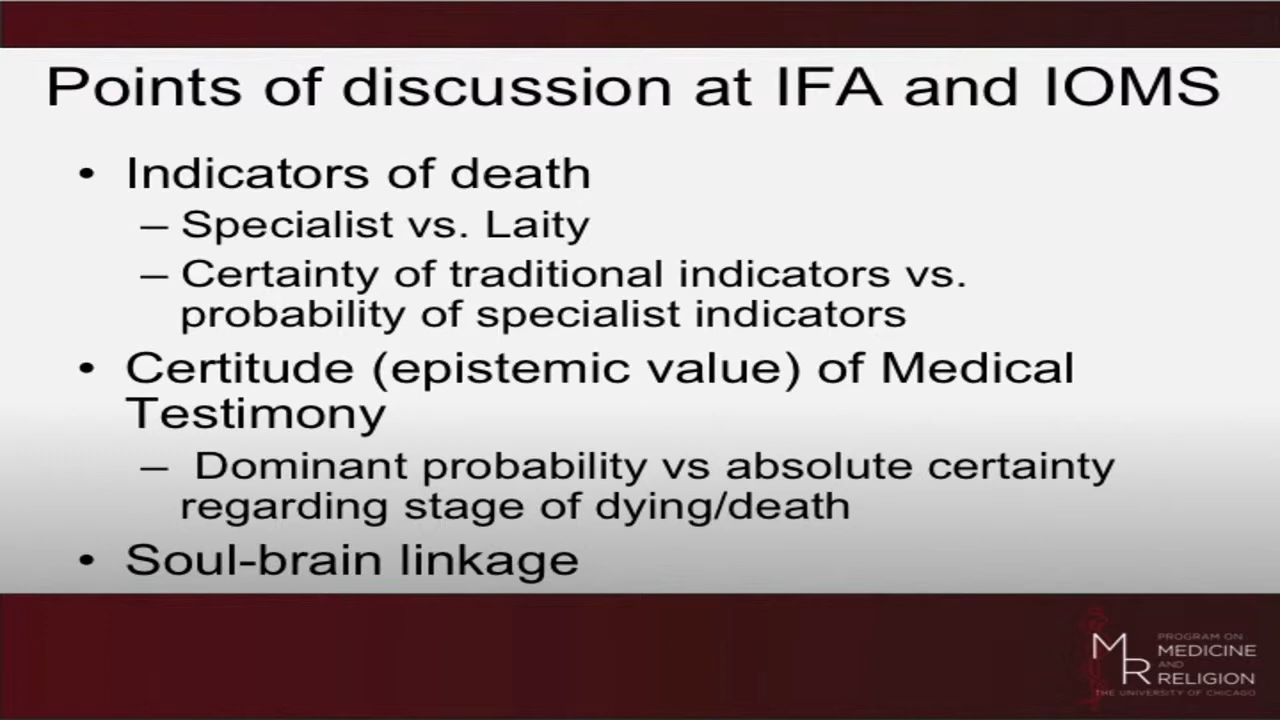 Points of discussion at IFA and IOMS
• Indicators of death
– Specialist vs. Laity
– Certainty of traditional indicators vs.
probability of specialist indicators
• Certitude (epistemic value) of Medical
Testimony
– Dominant probability vs absolute certainty
regarding stage of dying/death
• Soul-brain linkage
MR
PROGRAM ON
MEDICINE
AND
RELIGION
THE UNIVERSITY OF CHICAGO